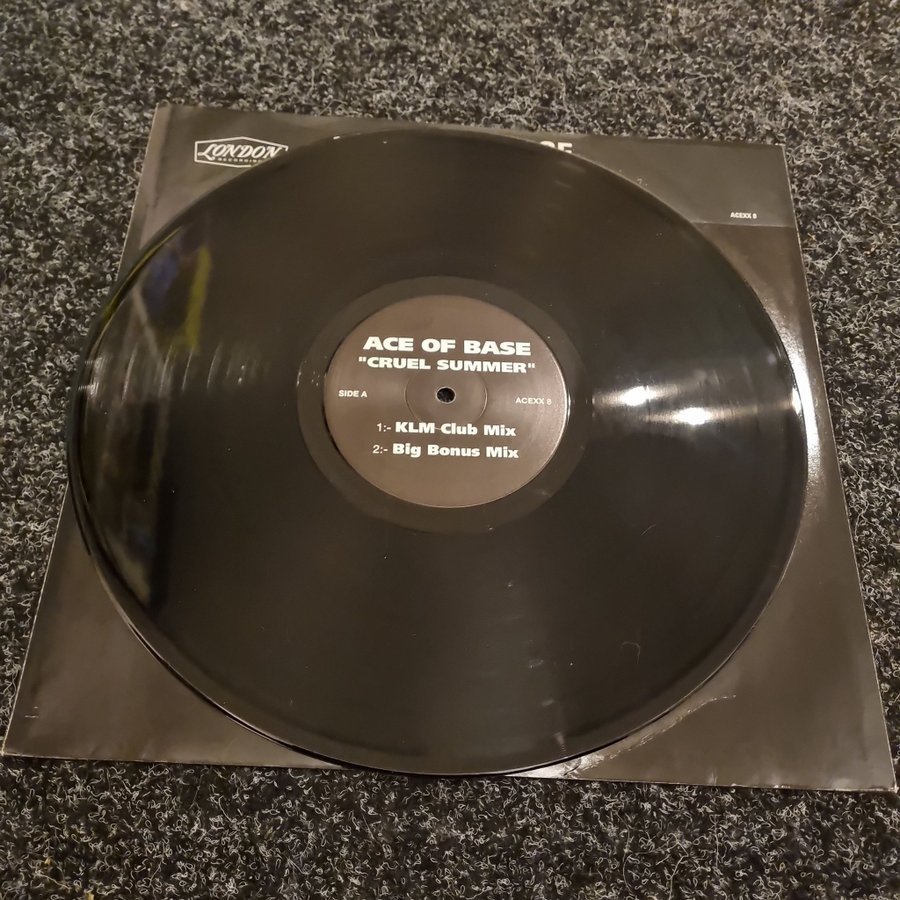 LONDON
RECORDINGS
ACEXX 8
ACE OF BASE
"CRUEL SUMMER"
SIDE A
ACEXX 8
1:- KLM Club Mix
2:- Big Bonus Mix